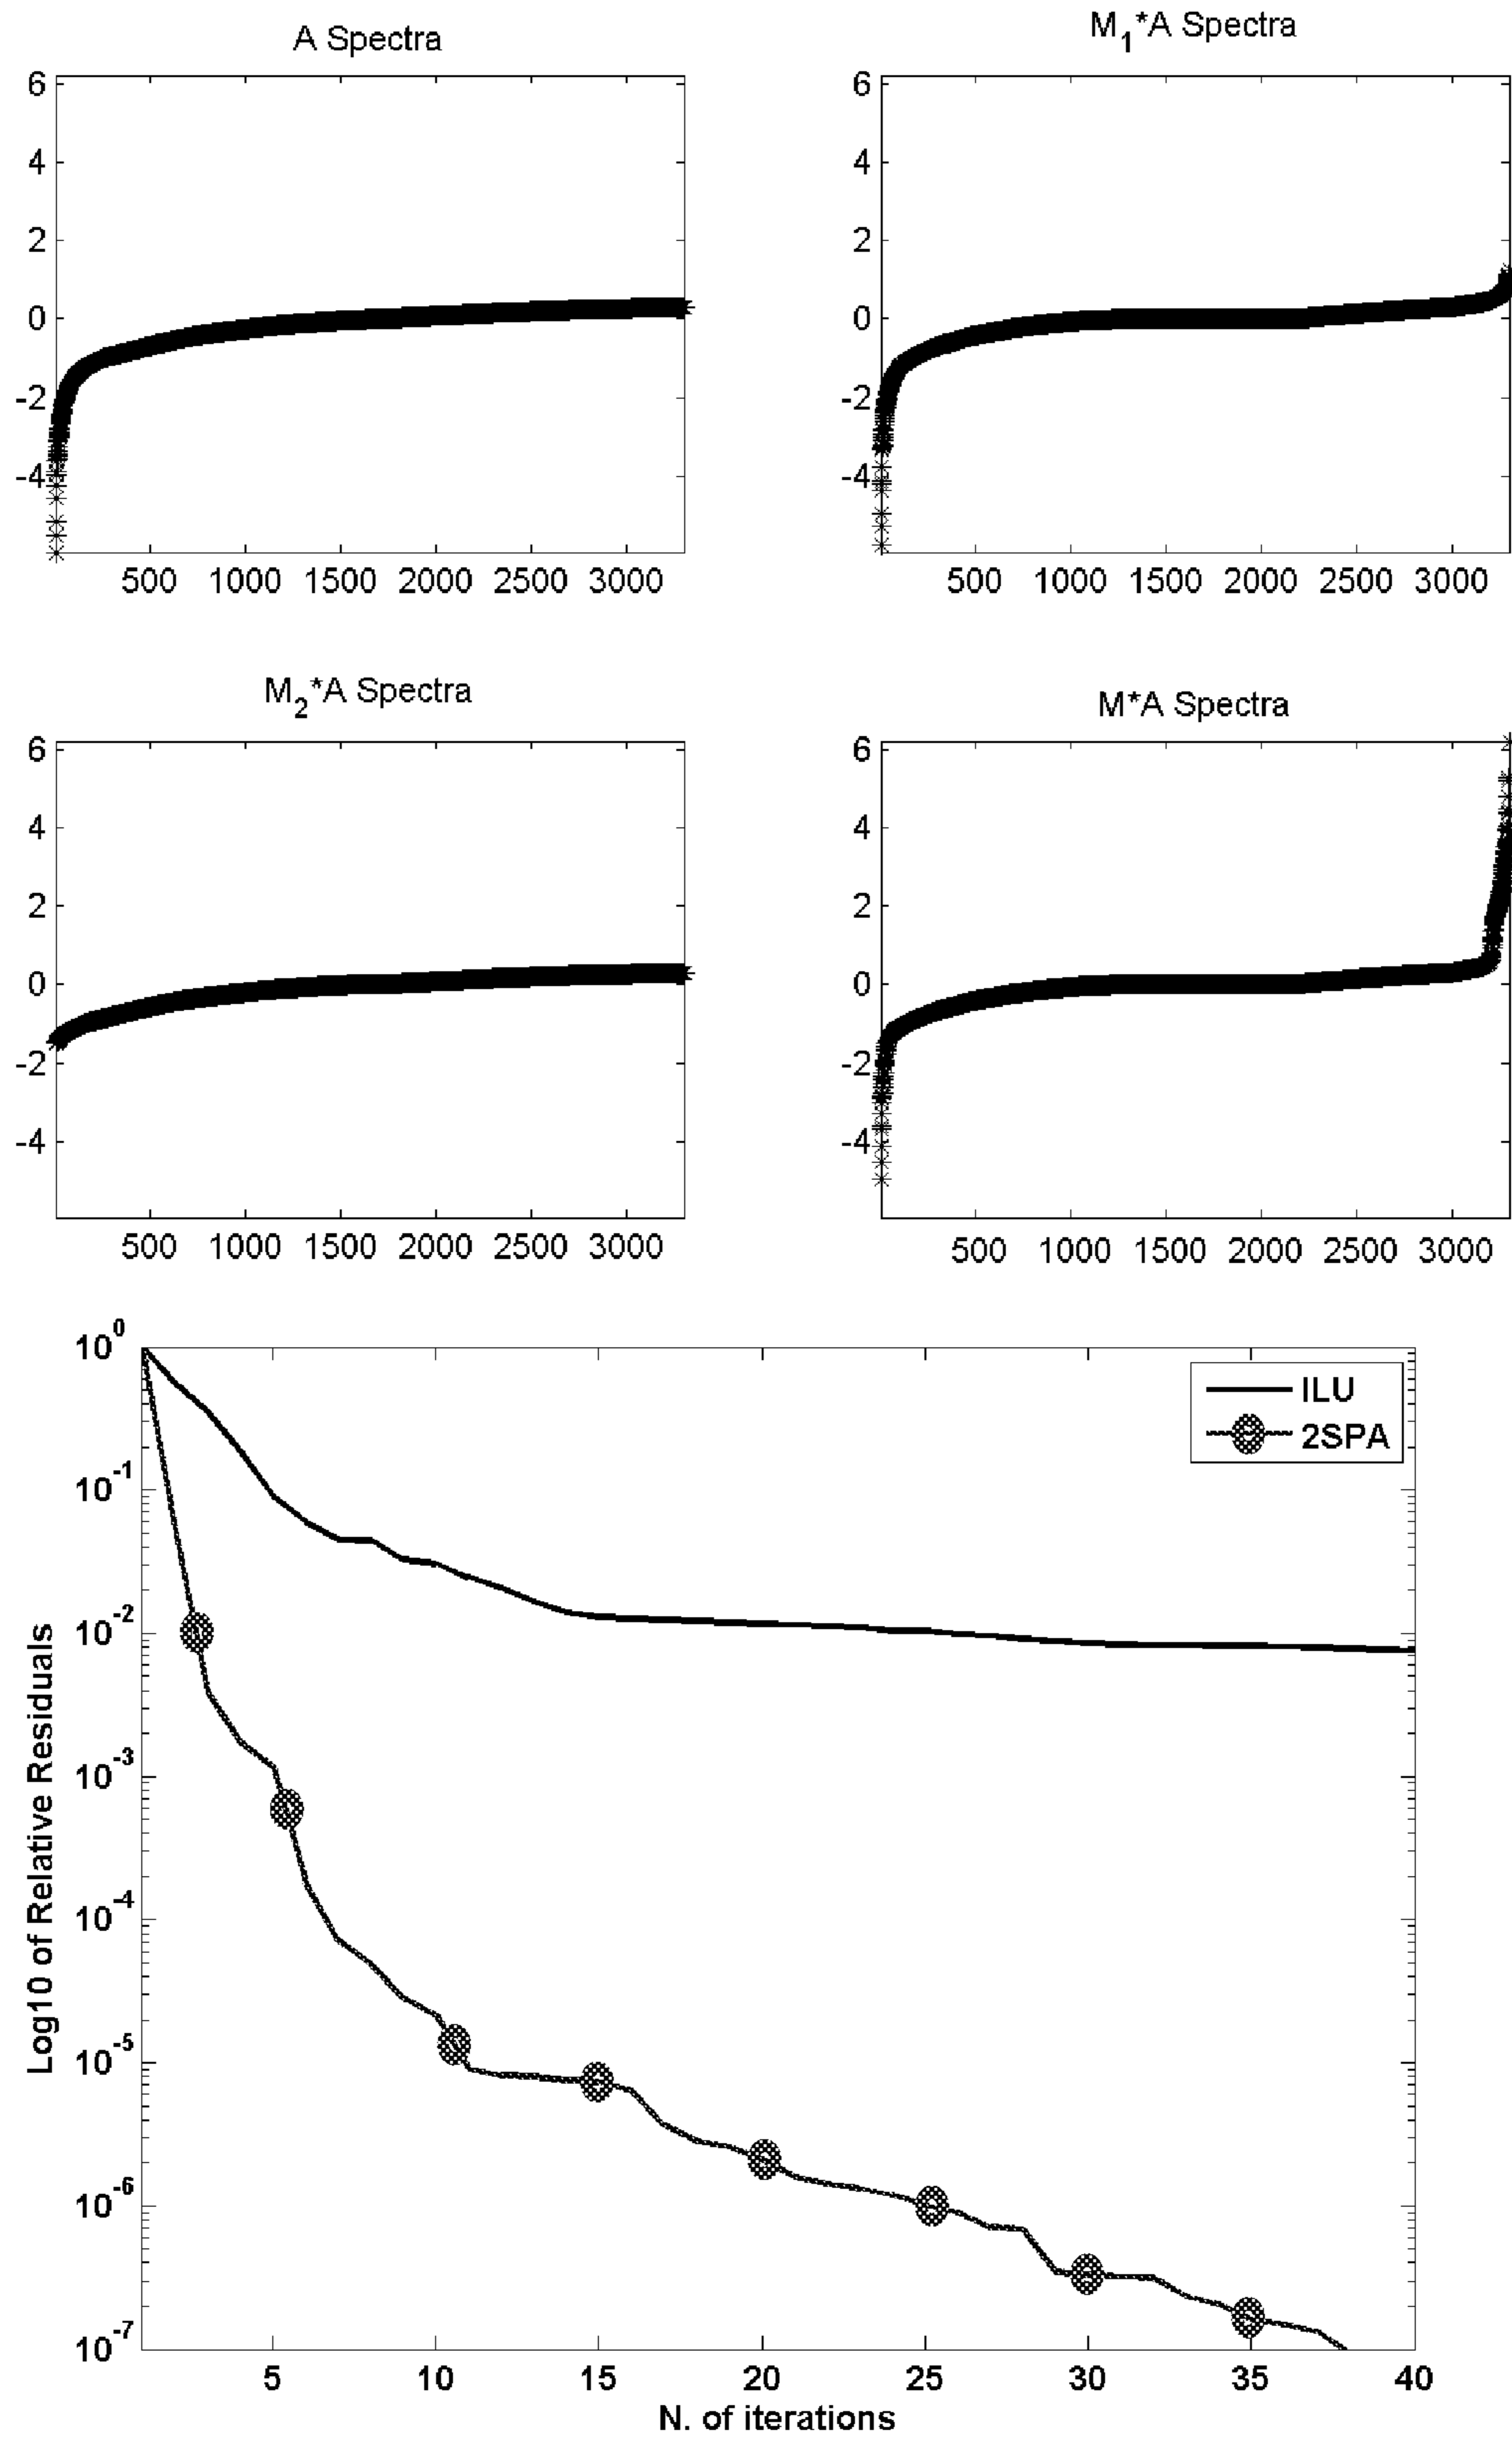 A Spectra
6
4
2
0
-2
-4
500 1000 1500 2000 2500 3000
M1*A Spectra
6
4
2
0
-2
-4
500 1000 1500 2000 2500 3000
M2*A Spectra
6
4
2
0
-2
-4
500 1000 1500 2000 2500 3000
M*A Spectra
6
4
2
0
-2
-4
500 1000 1500 2000 2500 3000
Log10 of Relative Residuals
10^0
10^-1
10^-2
10^-3
10^-4
10^-5
10^-6
10^-7
ILU
2SPA
5 10 15 20 25 30 35 40
N. of iterations